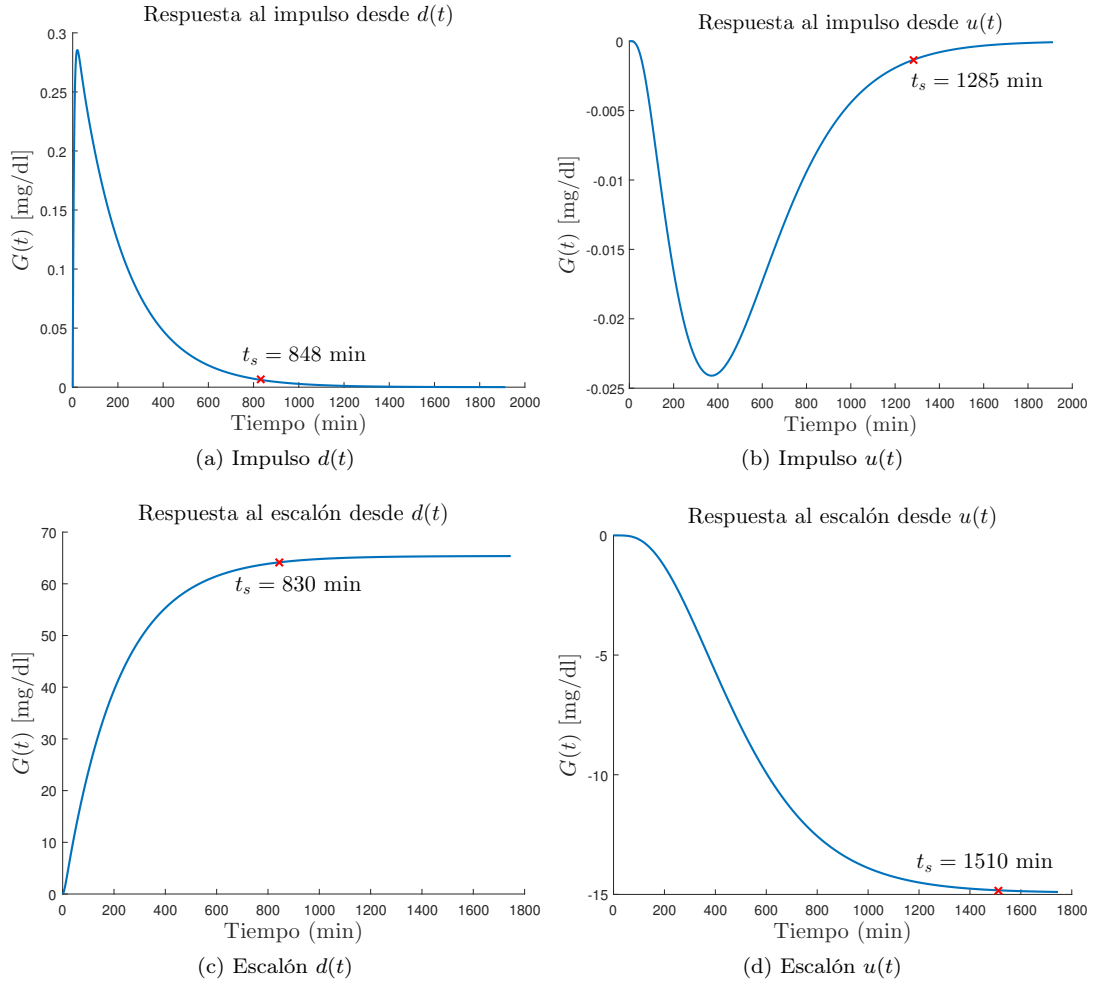 Respuesta al impulso desde d(t)
0.3
0.25
0.2
0.15
0.1
0.05
0
G(t) [mg/dl]
t_s = 848 min
0 200 400 600 800 1000 1200 1400 1600 1800 2000
Tiempo (min)
(a) Impulso d(t)
Respuesta al impulso desde u(t)
0
-0.005
-0.01
-0.015
-0.02
-0.025
G(t) [mg/dl]
t_s = 1285 min
0 200 400 600 800 1000 1200 1400 1600 1800 2000
Tiempo (min)
(b) Impulso u(t)
Respuesta al escalón desde d(t)
70
60
50
40
30
20
10
0
G(t) [mg/dl]
t_s = 830 min
0 200 400 600 800 1000 1200 1400 1600 1800
Tiempo (min)
(c) Escalón d(t)
Respuesta al escalón desde u(t)
0
-5
-10
-15
G(t) [mg/dl]
t_s = 1510 min
0 200 400 600 800 1000 1200 1400 1600 1800
Tiempo (min)
(d) Escalón u(t)